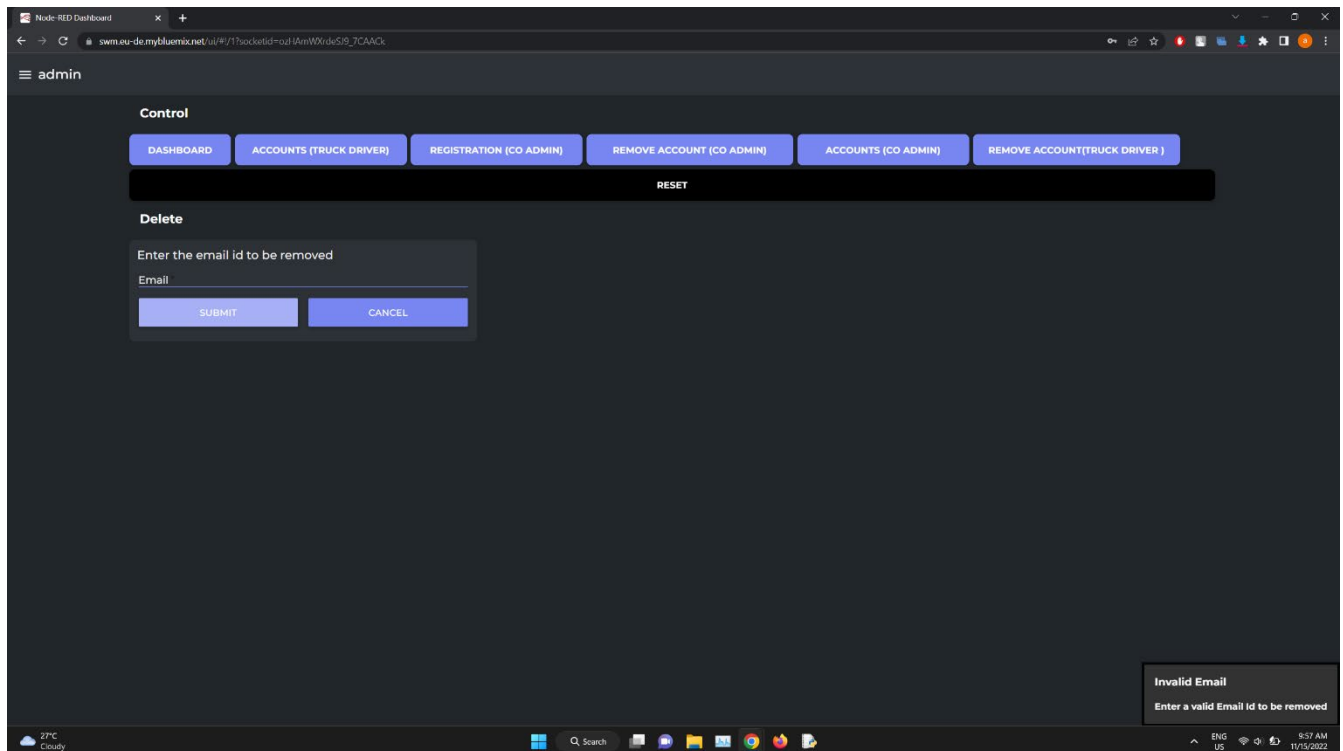 Node-RED Dashboard
swm.eu-de.mybluemix.net/ui/#!/1?socketid=ozHAmWXrdeSJ9_7CAACk
admin
Control
DASHBOARD ACCOUNTS (TRUCK DRIVER) REGISTRATION (CO ADMIN) REMOVE ACCOUNT (CO ADMIN) ACCOUNTS (CO ADMIN) REMOVE ACCOUNT(TRUCK DRIVER )
RESET
Delete
Enter the email id to be removed
Email
SUBMIT CANCEL
Invalid Email
Enter a valid Email Id to be removed
27°C
Cloudy
Search
ENG
US
9:57 AM
11/15/2022